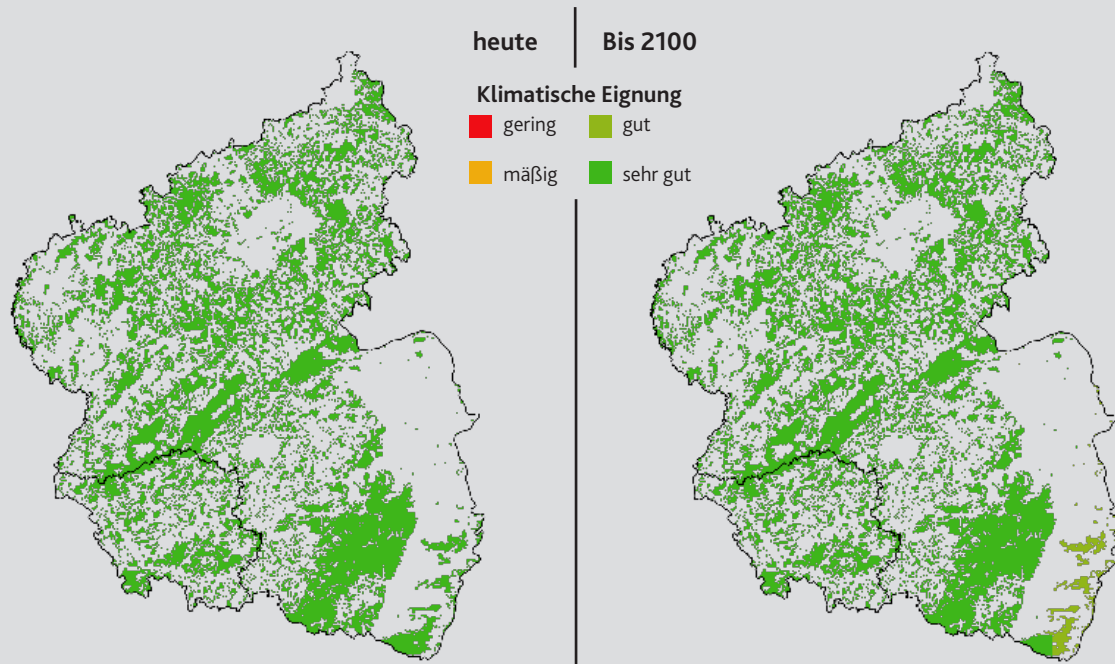 heute
Bis 2100
Klimatische Eignung
gering
gut
mäßig
sehr gut